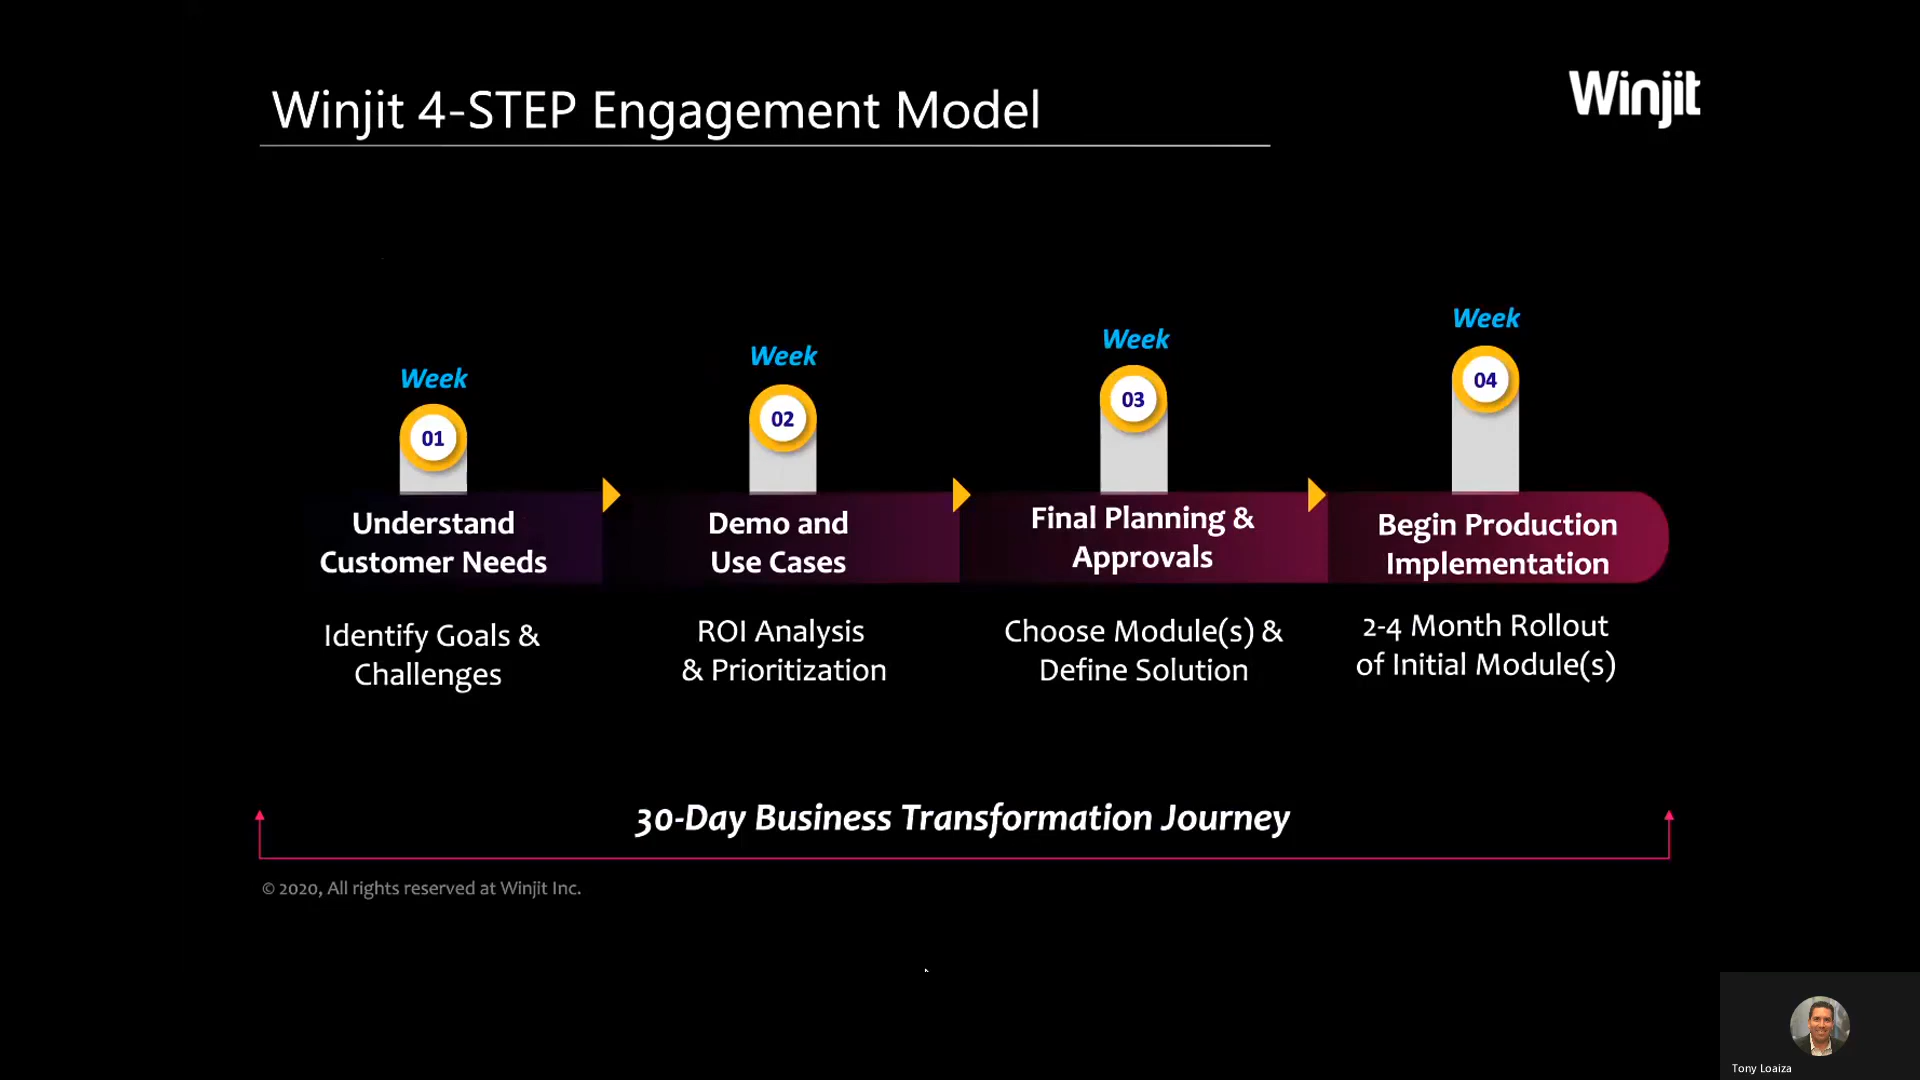 Winjit 4-STEP Engagement Model
Winjit
Week
01
Week
02
Week
03
Week
04
Understand
Customer Needs
Demo and
Use Cases
Final Planning &
Approvals
Begin Production
Implementation
Identify Goals &
Challenges
ROI Analysis
& Prioritization
Choose Module(s) &
Define Solution
2-4 Month Rollout
of Initial Module(s)
30-Day Business Transformation Journey
© 2020, All rights reserved at Winjit Inc.
Tony Loaiza